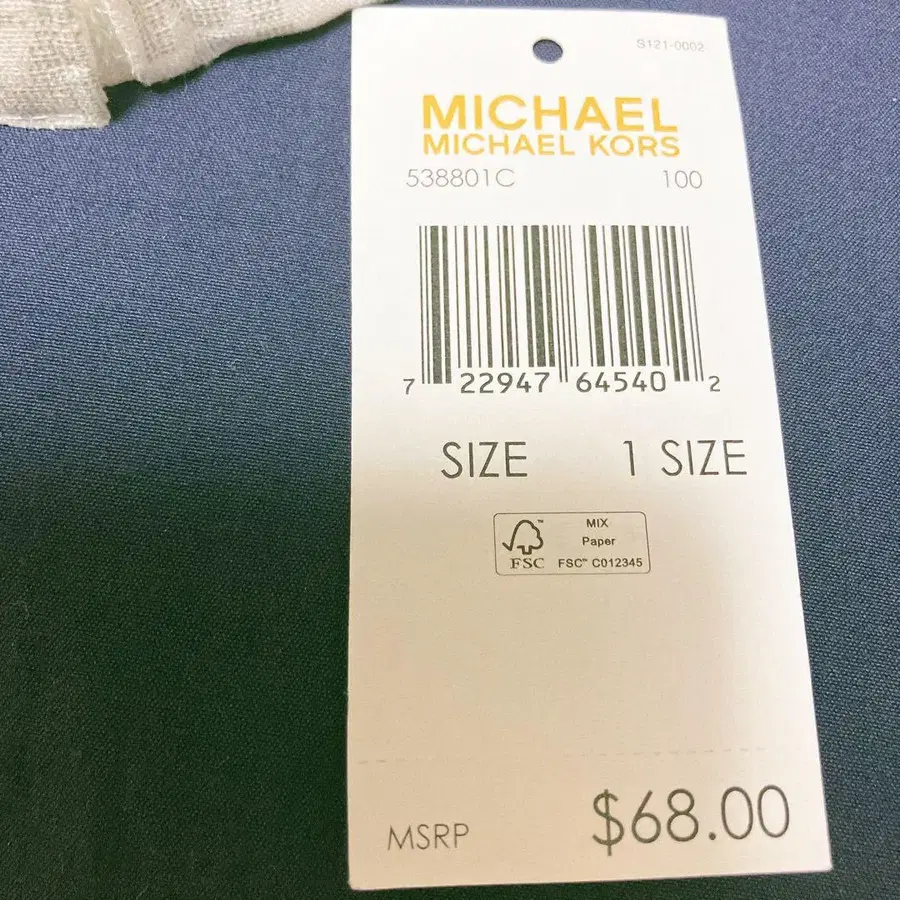 S121-0002
MICHAEL
MICHAEL KORS
538801C 100
7 22947 64540 2
SIZE 1 SIZE
FSC™
MIX
Paper
FSC™ C012345
MSRP $68.00